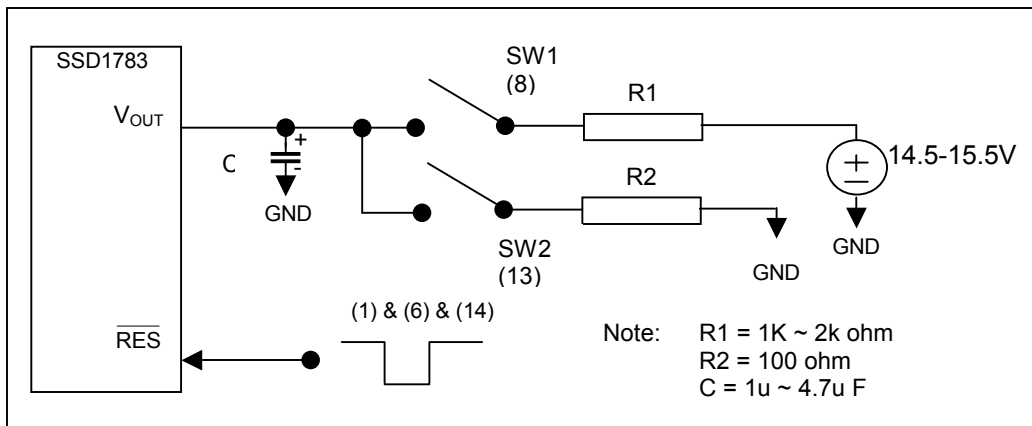 SSD1783
VOUT
RES
C
+
-
GND
SW1
(8)
R1
SW2
(13)
R2
GND
+
14.5-15.5V
GND
(1) & (6) & (14)
Note: R1 = 1K ~ 2k ohm
R2 = 100 ohm
C = 1u ~ 4.7u F